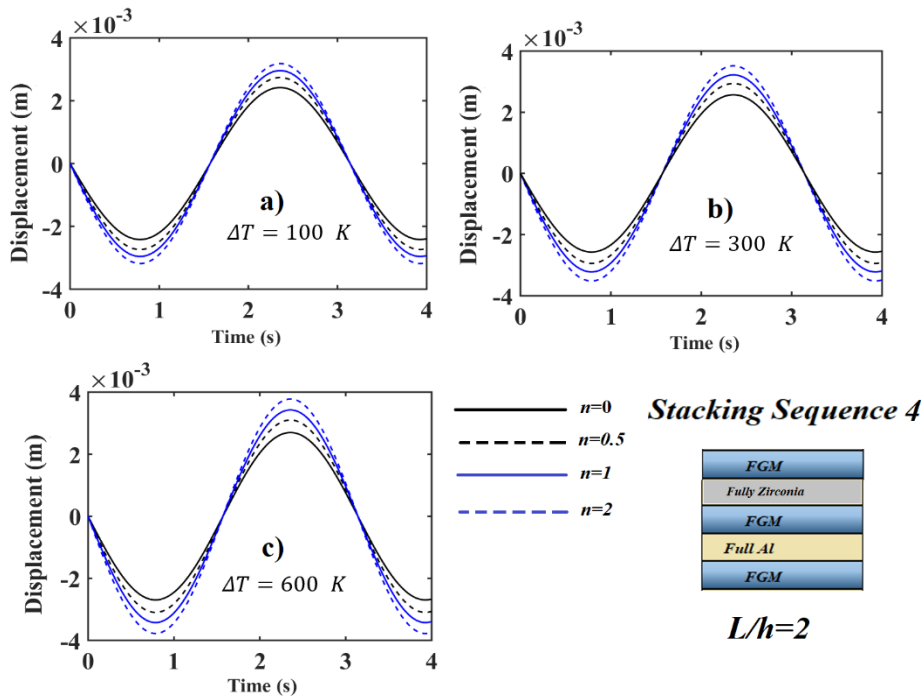 ×10⁻³
4
2
0
-2
-4
Displacement (m)
a)
ΔT = 100 K
0 1 2 3 4
Time (s)
×10⁻³
4
2
0
-2
-4
Displacement (m)
b)
ΔT = 300 K
0 1 2 3 4
Time (s)
×10⁻³
4
2
0
-2
-4
Displacement (m)
c)
ΔT = 600 K
0 1 2 3 4
Time (s)
n=0
n=0.5
n=1
n=2
Stacking Sequence 4
FGM
Fully Zirconia
FGM
Full Al
FGM
L/h=2